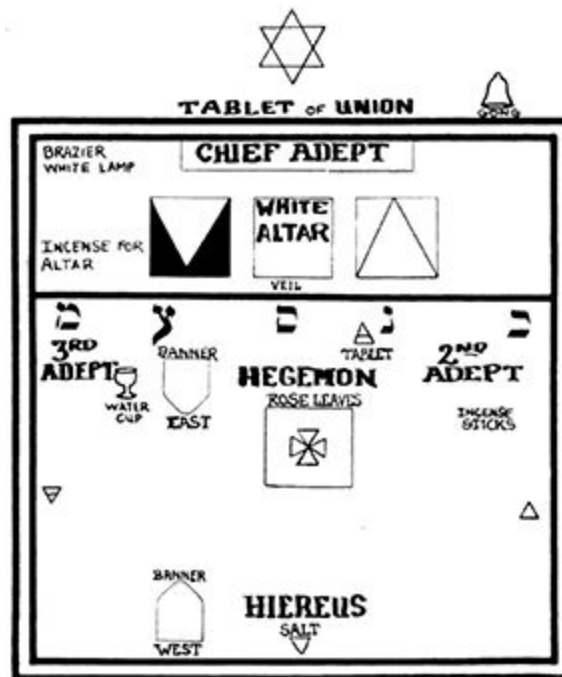 TABLET OF UNION
GONG
BRAZIER
WHITE LAMP
CHIEF ADEPT
INCENSE FOR
ALTAR
WHITE
ALTAR
VEIL
צ
נ
כ
3RD
ADEPT
WATER
CUP
BANNER
EAST
HEGEMON
ROSE LEAVES
TABLET
2ND
ADEPT
INCENSE
STICKS
BANNER
WEST
HIEREUS
SALT